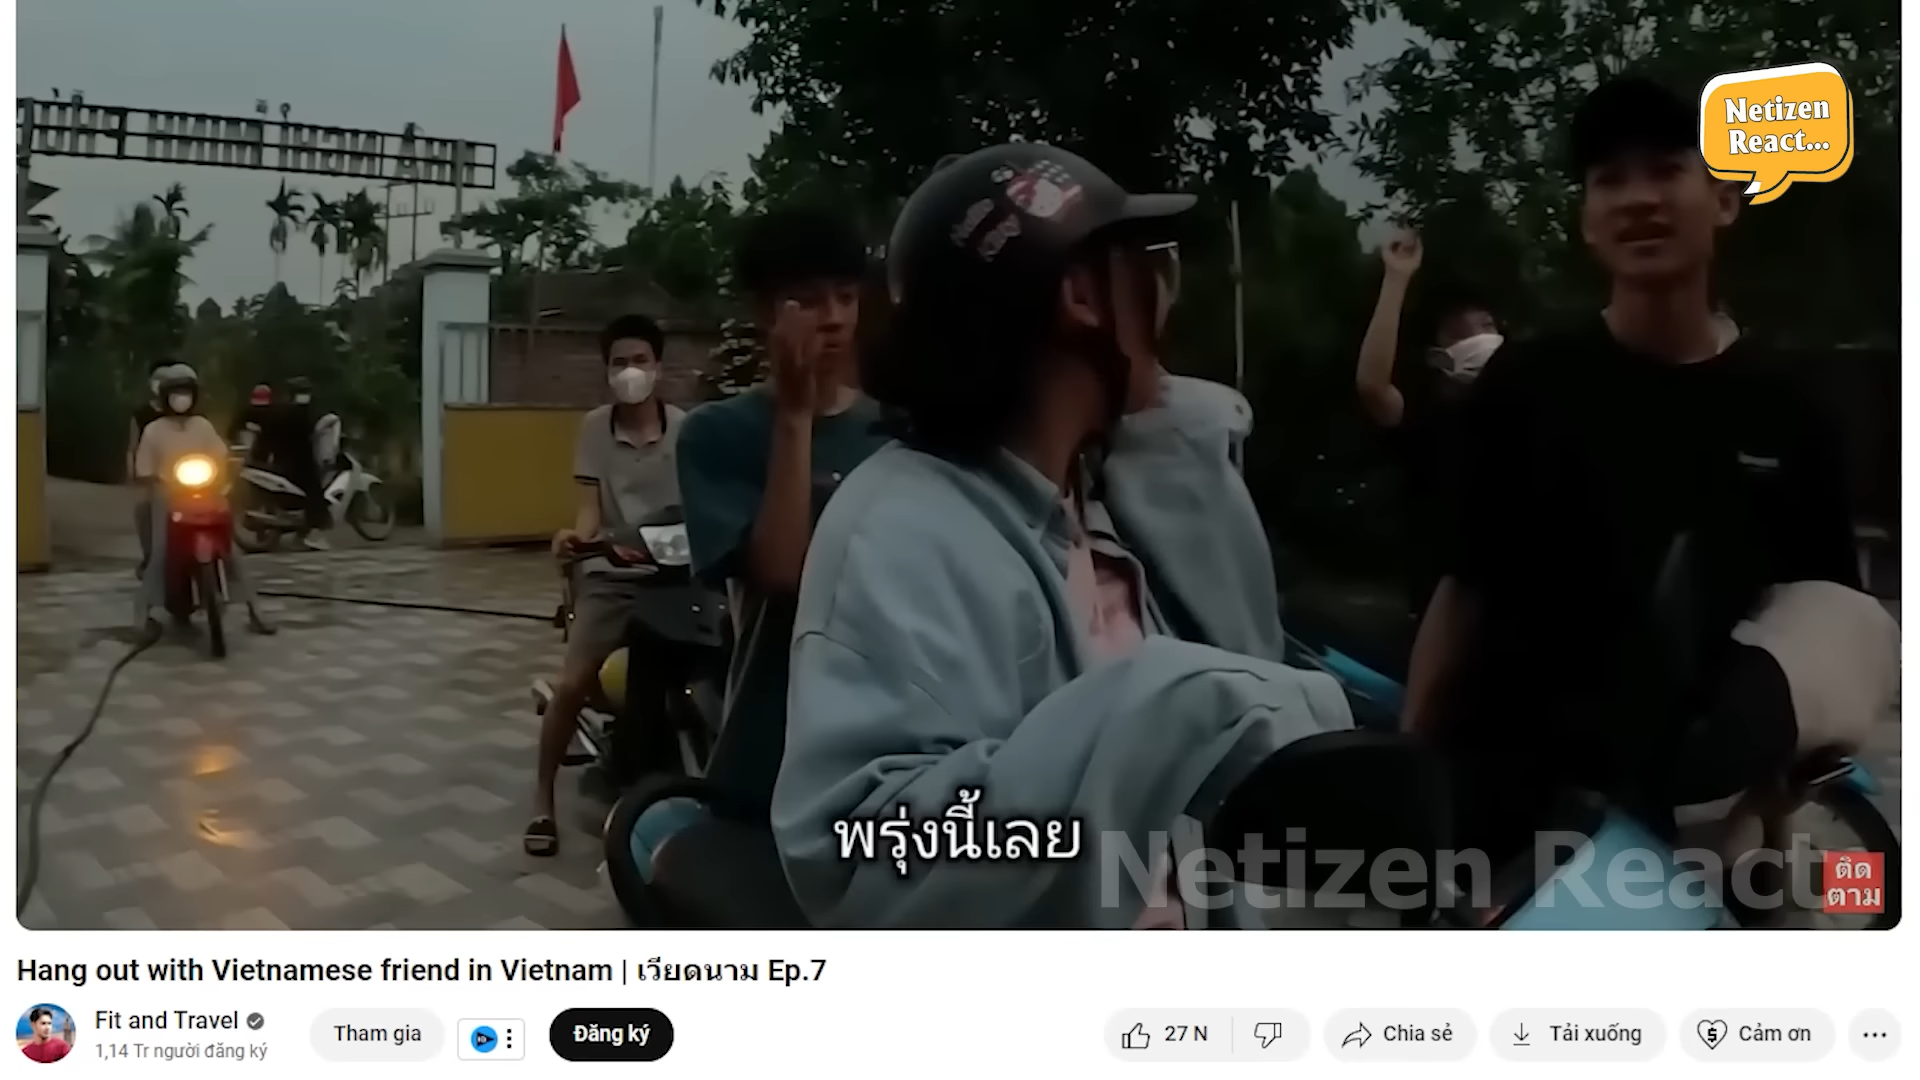 Netizen
React...
พรุ่งนี้เลย
Netizen React
ติด
ตาม
Hang out with Vietnamese friend in Vietnam | เวียดนาม Ep.7
Fit and Travel
1,14 Tr người đăng ký
Tham gia
Đăng ký
27 N
Chia sẻ
Tải xuống
Cảm ơn